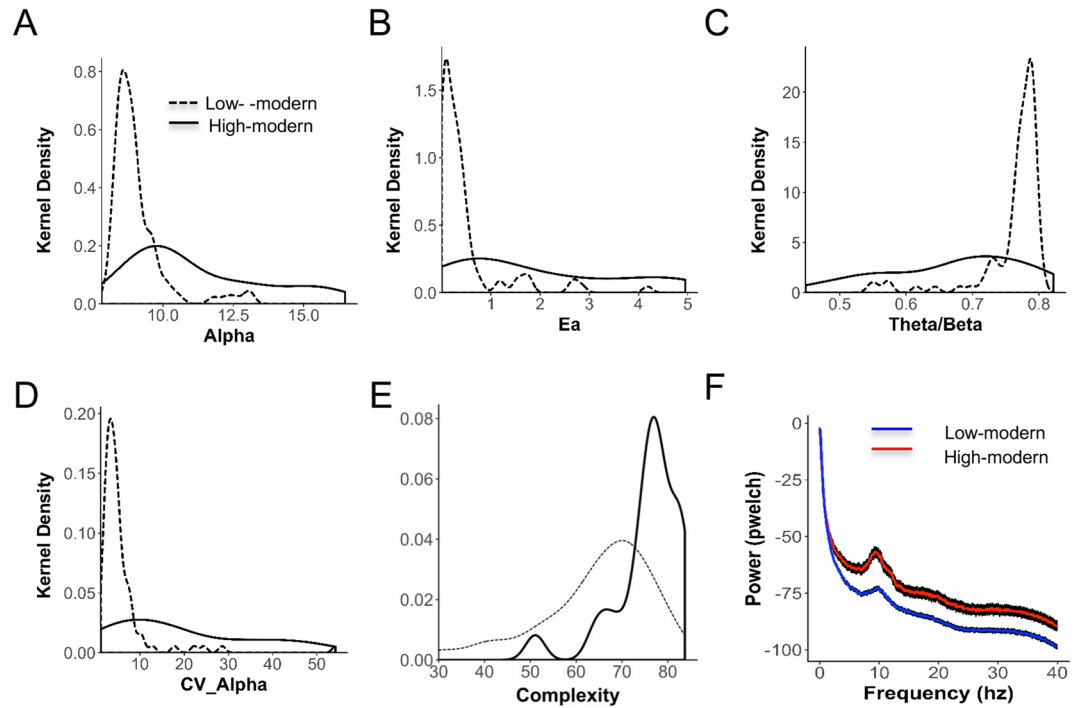 A
B
C
Kernel Density
0.8
0.6
0.4
0.2
0.0
10.0
12.5
15.0
Alpha
Low- -modern
High-modern
Kernel Density
1.5
1.0
0.5
0.0
1
2
3
4
5
Ea
Kernel Density
20
10
5
0
0.5
0.6
0.7
0.8
Theta/Beta
D
E
F
Kernel Density
0.20
0.15
0.10
0.05
0.00
10
20
30
40
50
CV_Alpha
0.08
0.06
0.04
0.02
0.00
30
40
50
60
70
80
Complexity
Power (pwelch)
0
-25
-50
-75
-100
0
10
20
30
40
Frequency (hz)
Low-modern
High-modern